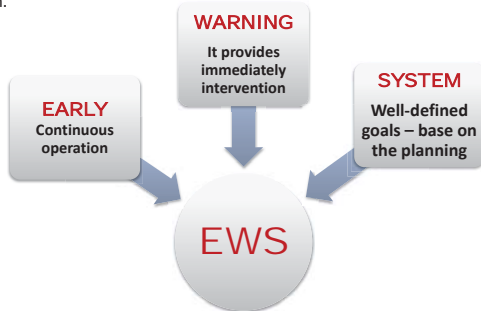 WARNING
It provides
immediately
intervention
SYSTEM
Well-defined
goals – base on
the planning
EARLY
Continuous
operation
EWS